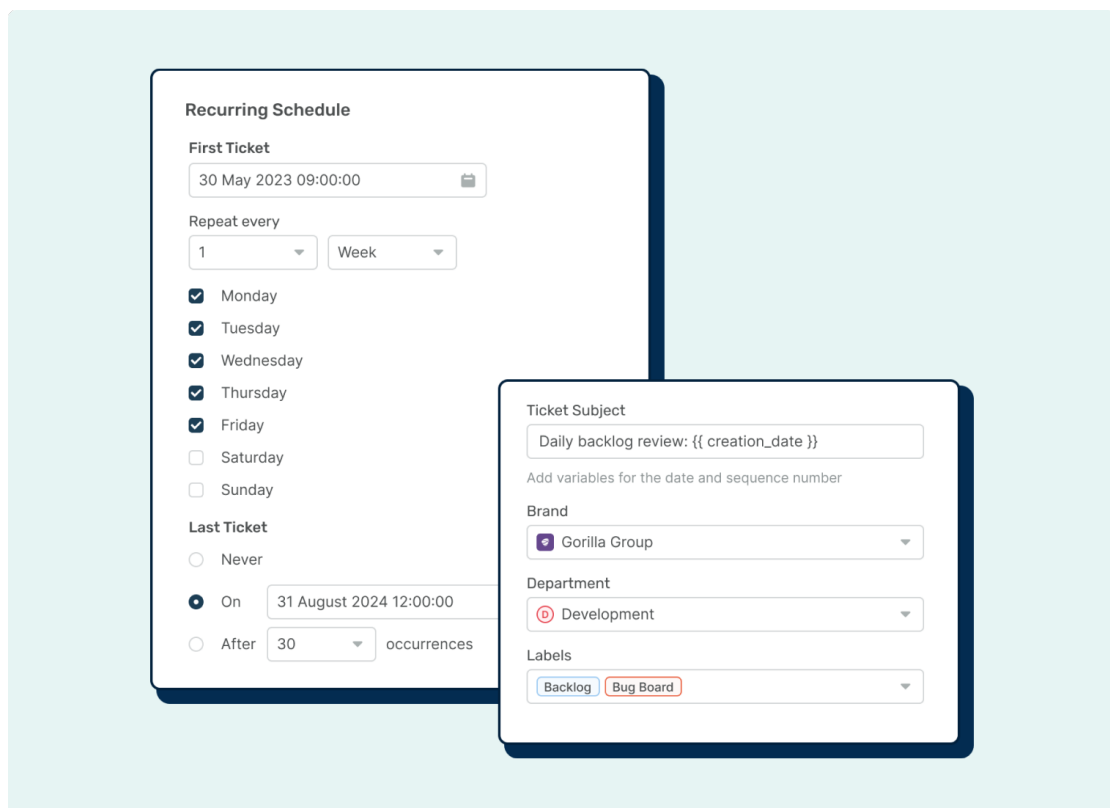 Recurring Schedule
First Ticket
30 May 2023 09:00:00
Repeat every
1 Week
Monday
Tuesday
Wednesday
Thursday
Friday
Saturday
Sunday
Last Ticket
Never
On 31 August 2024 12:00:00
After 30 occurrences
Ticket Subject
Daily backlog review: {{ creation_date }}
Add variables for the date and sequence number
Brand
Gorilla Group
Department
D Development
Labels
Backlog Bug Board